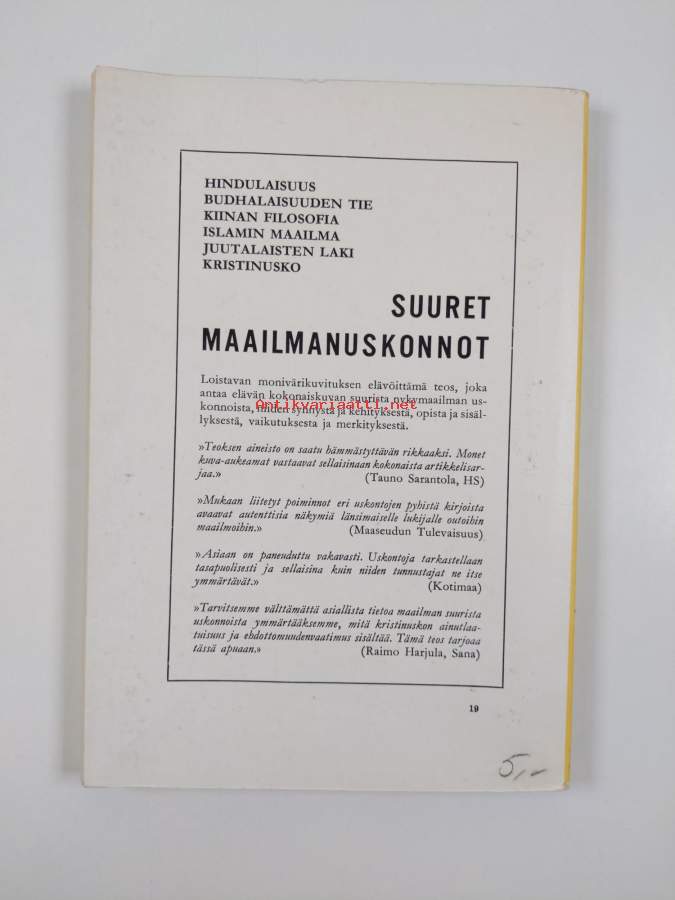 HINDULAISUUS
BUDHALAISUUDEN TIE
KIINAN FILOSOFIA
ISLAMIN MAAILMA
JUUTALAISTEN LAKI
KRISTINUSKO
SUURET
MAAILMANUSKONNOT
Loistavan monivärikuvituksen elävöittämä teos, joka
antaa elävän kokonaiskuvan suurista nykymaailman us-
Antikvariaatti.net
konnoista, niiden synnystä ja kehityksestä, opista ja sisäl-
lyksestä, vaikutuksesta ja merkityksestä.
»Teoksen aineisto on saatu hämmästyttävän rikkaaksi. Monet
kuva-aukeamat vastaavat sellaisinaan kokonaista artikkelisar-
jaa.» (Tauno Sarantola, HS)
»Mukaan liitetyt poiminnot eri uskontojen pyhistä kirjoista
avaavat autenttisia näkymiä länsimaiselle lukijalle outoihin
maailmoihin.» (Maaseudun Tulevaisuus)
»Asiaan on paneuduttu vakavasti. Uskontoja tarkastellaan
tasapuolisesti ja sellaisina kuin niiden tunnustajat ne itse
ymmärtävät.» (Kotimaa)
»Tarvitsemme välttämättä asiallista tietoa maailman suurista
uskonnoista ymmärtääksemme, mitä kristinuskon ainutlaa-
tuisuus ja ehdottomuudenvaatimus sisältää. Tämä teos tarjoaa
tässä apuaan.» (Raimo Harjula, Sana)
19
5,-